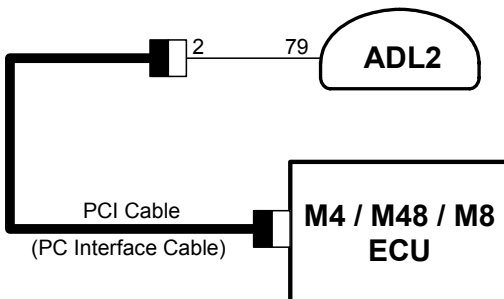 2 79 ADL2
PCI Cable
(PC Interface Cable)
M4 / M48 / M8
ECU